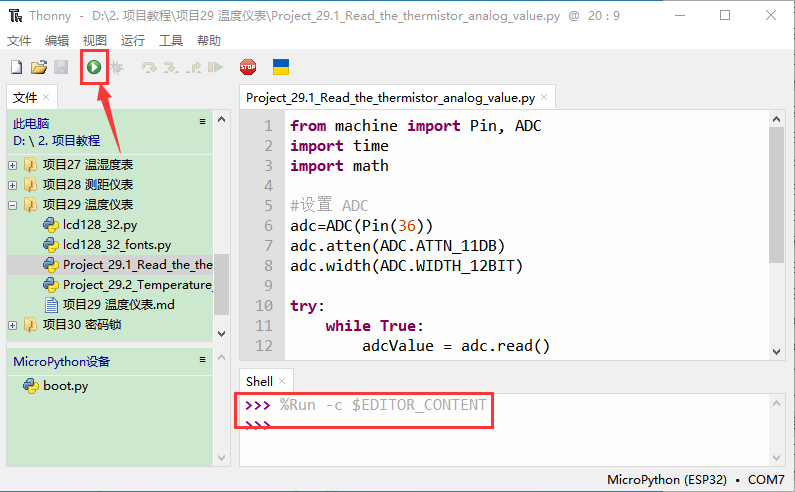 Thonny - D:\2. 项目教程\项目29 温度仪表\Project_29.1_Read_the_thermistor_analog_value.py @ 20 : 9
文件 编辑 视图 运行 工具 帮助
STOP
文件 ×
此电脑
D: \ 2. 项目教程
项目27 温湿度表
项目28 测距仪表
项目29 温度仪表
lcd128_32.py
lcd128_32_fonts.py
Project_29.1_Read_the_the
Project_29.2_Temperature_
项目29 温度仪表.md
项目30 密码锁
MicroPython设备
boot.py
Project_29.1_Read_the_thermistor_analog_value.py ×
1 from machine import Pin, ADC
2 import time
3 import math
4
5 #设置 ADC
6 adc=ADC(Pin(36))
7 adc.atten(ADC.ATTN_11DB)
8 adc.width(ADC.WIDTH_12BIT)
9
10 try:
11 while True:
12 adcValue = adc.read()
Shell ×
>>> %Run -c $EDITOR_CONTENT
>>>
MicroPython (ESP32) • COM7